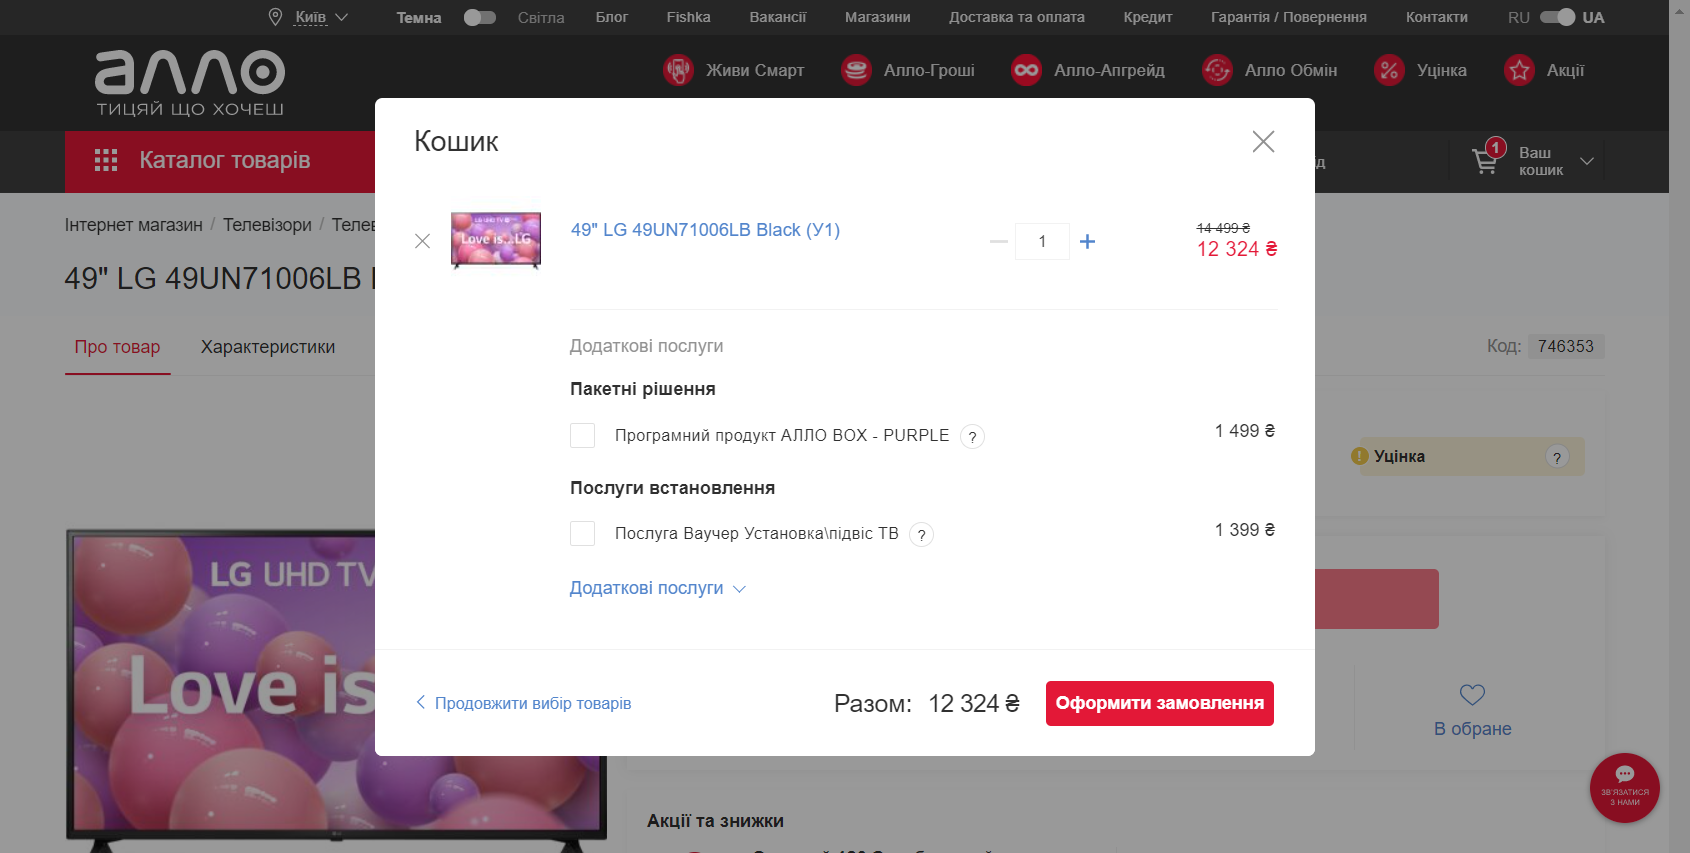 Київ
Темна Світла Блог Fishka Вакансії Магазини Доставка та оплата Кредит Гарантія / Повернення Контакти RU UA
алло
ТИЦЯЙ ЩО ХОЧЕШ
Живи Смарт Алло-Гроші Алло-Апгрейд Алло Обмін Уцінка Акції
Каталог товарів
1
Ваш
кошик
Інтернет магазин / Телевізори /
49" LG 49UN71006LB
Про товар Характеристики
Код: 746353
Уцінка ?
В обране
ЗВ'ЯЗАТИСЯ
З НАМИ
LG UHD TV
Love is
Акції та знижки
Кошик
LG UHD TV
Love is...LG
49" LG 49UN71006LB Black (У1)
1
14 499 ₴
12 324 ₴
Додаткові послуги
Пакетні рішення
Програмний продукт АЛЛО BOX - PURPLE ? 1 499 ₴
Послуги встановлення
Послуга Ваучер Установка\підвіс ТВ ? 1 399 ₴
Додаткові послуги
Продовжити вибір товарів
Разом: 12 324 ₴
Оформити замовлення